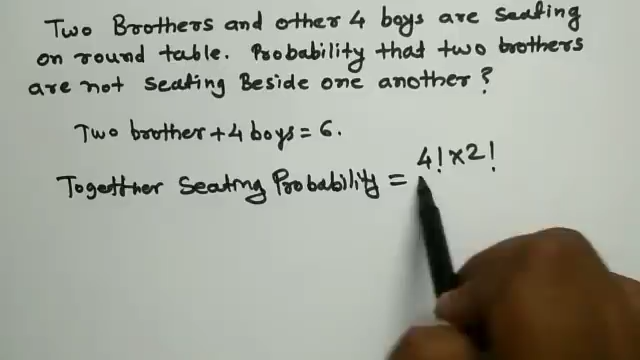 Two Brothers and other 4 boys are seating
on round table. Probability that two brothers
are not seating Beside one another?
Two brother + 4 boys = 6.
Together Seating Probability = 4! × 2!